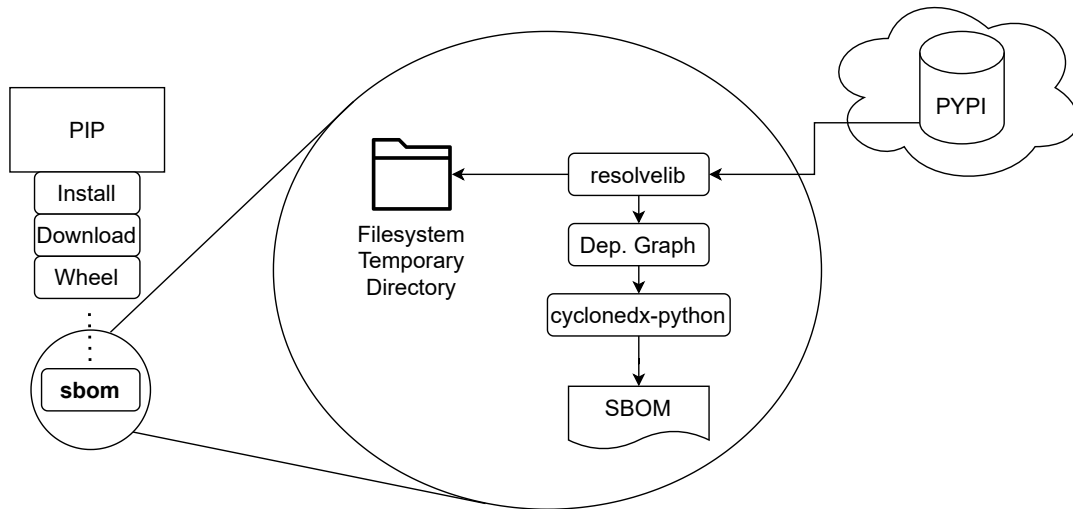 PIP
Install
Download
Wheel
sbom
Filesystem
Temporary
Directory
resolvelib
Dep. Graph
cyclonedx-python
SBOM
PYPI